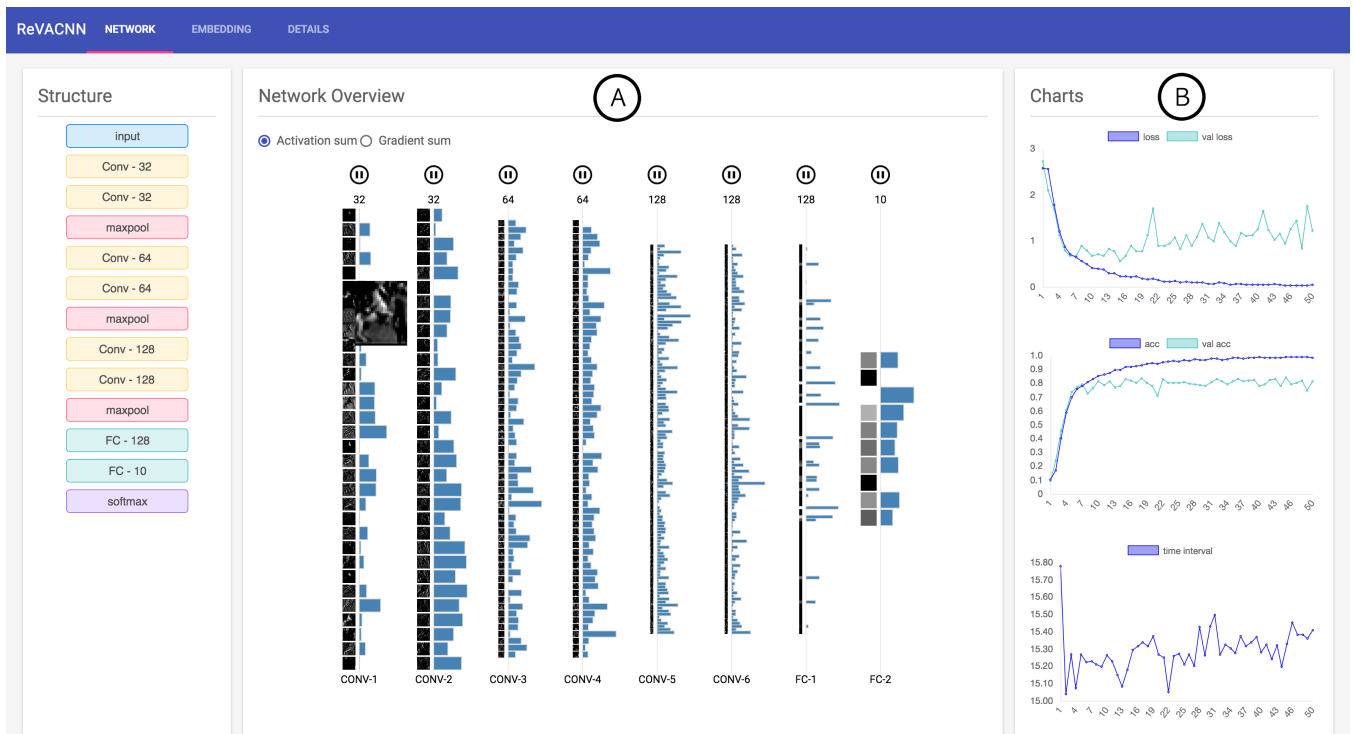 ReVACNN NETWORK EMBEDDING DETAILS
Structure
input
Conv - 32
Conv - 32
maxpool
Conv - 64
Conv - 64
maxpool
Conv - 128
Conv - 128
maxpool
FC - 128
FC - 10
softmax
Network Overview
A
Activation sum Gradient sum
32 32 64 64 128 128 128 10
CONV-1 CONV-2 CONV-3 CONV-4 CONV-5 CONV-6 FC-1 FC-2
Charts
B
loss val loss
3
2
1
0
1 4 7 10 13 16 19 22 25 28 31 34 37 40 43 46 50
acc val acc
1.0
0.9
0.8
0.7
0.6
0.5
0.4
0.3
0.2
0.1
0
1 4 7 10 13 16 19 22 25 28 31 34 37 40 43 46 50
time interval
15.80
15.70
15.60
15.50
15.40
15.30
15.20
15.10
15.00
1 4 7 10 13 16 19 22 25 28 31 34 37 40 43 46 50